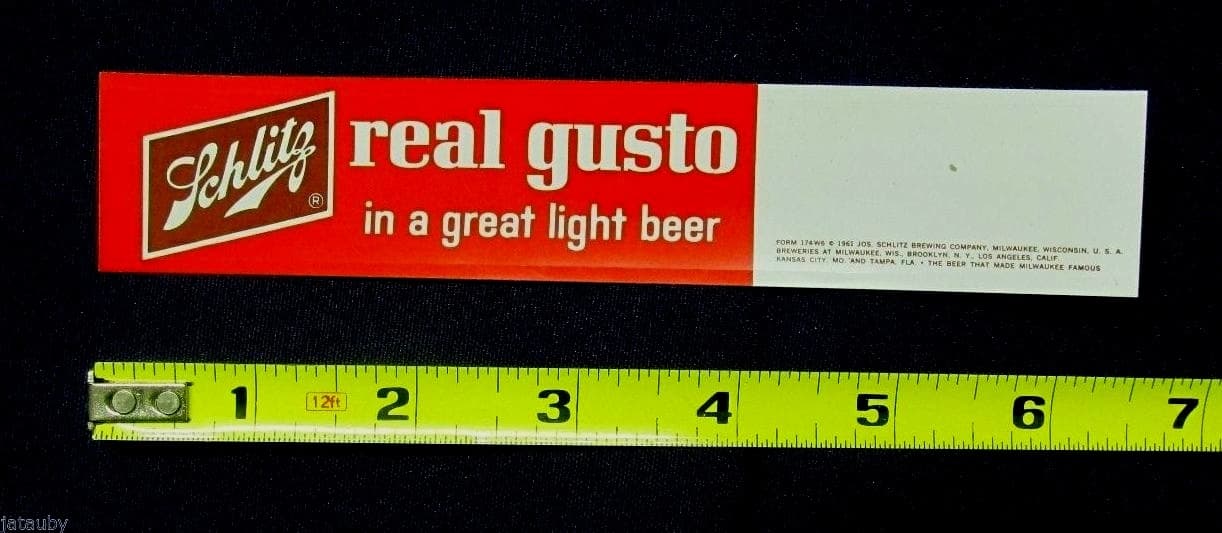 Schlitz ®
real gusto
in a great light beer
FORM 174W6 © 1961 JOS. SCHLITZ BREWING COMPANY, MILWAUKEE, WISCONSIN, U. S. A.
BREWERIES AT MILWAUKEE, WIS., BROOKLYN, N. Y., LOS ANGELES, CALIF.
KANSAS CITY, MO. AND TAMPA, FLA. • THE BEER THAT MADE MILWAUKEE FAMOUS
1 12ft 2 3 4 5 6 7
jatauby